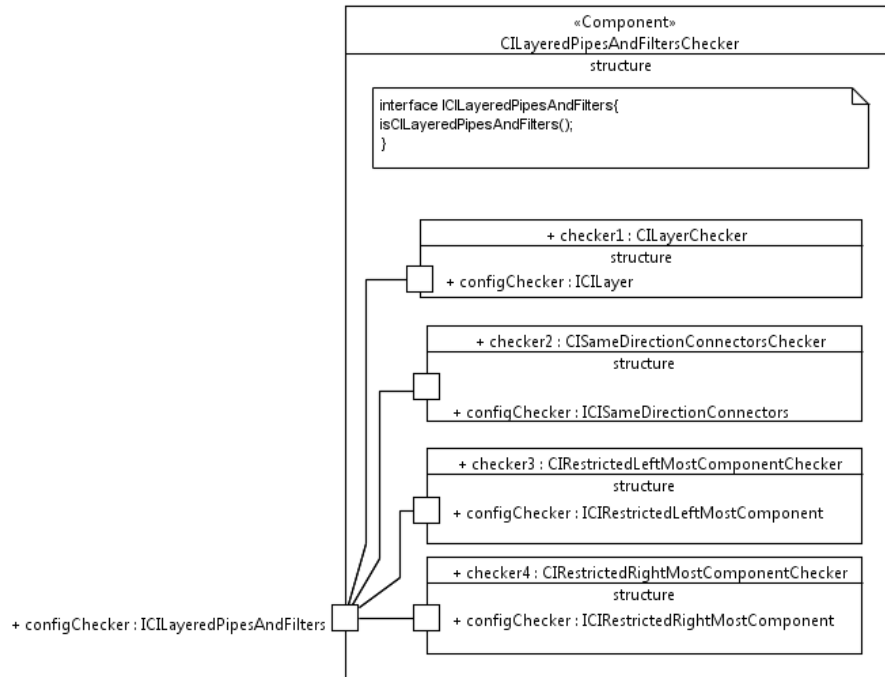 «Component»
CILayeredPipesAndFiltersChecker
structure
interface ICILayeredPipesAndFilters{
isCILayeredPipesAndFilters();
}
+ checker1 : CILayerChecker
structure
+ configChecker : ICILayer
+ checker2 : CISameDirectionConnectorsChecker
structure
+ configChecker : ICISameDirectionConnectors
+ checker3 : CIRestrictedLeftMostComponentChecker
structure
+ configChecker : ICIRestrictedLeftMostComponent
+ checker4 : CIRestrictedRightMostComponentChecker
structure
+ configChecker : ICIRestrictedRightMostComponent
+ configChecker : ICILayeredPipesAndFilters